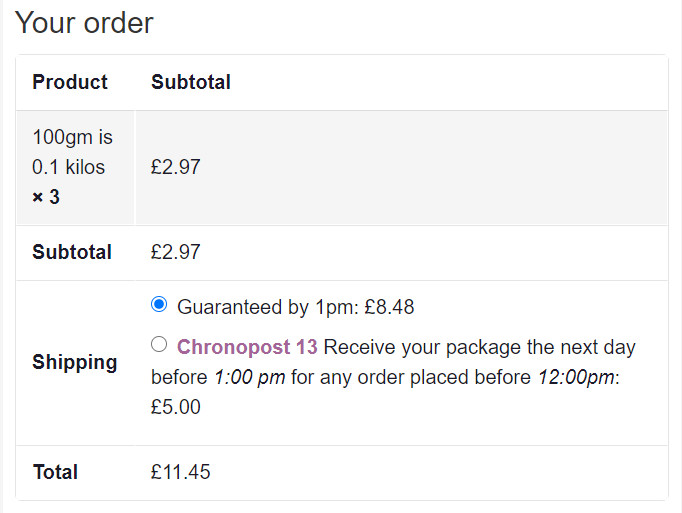 Your order
Product Subtotal
100gm is
0.1 kilos
× 3
£2.97
Subtotal £2.97
Shipping
Guaranteed by 1pm: £8.48
Chronopost 13 Receive your package the next day
before 1:00 pm for any order placed before 12:00pm:
£5.00
Total £11.45